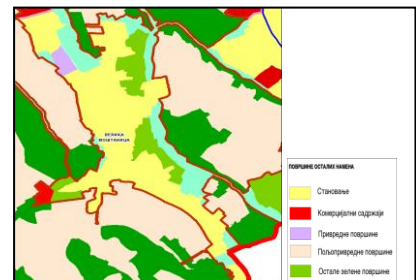 ВЕЛИКА
МОШТАНИЦА
ПОВРШИНЕ ОСТАЛИХ НАМЕНА
Становање
Комерцијални садржаји
Привредне површине
Пољопривредне површине
Остале зелене површине